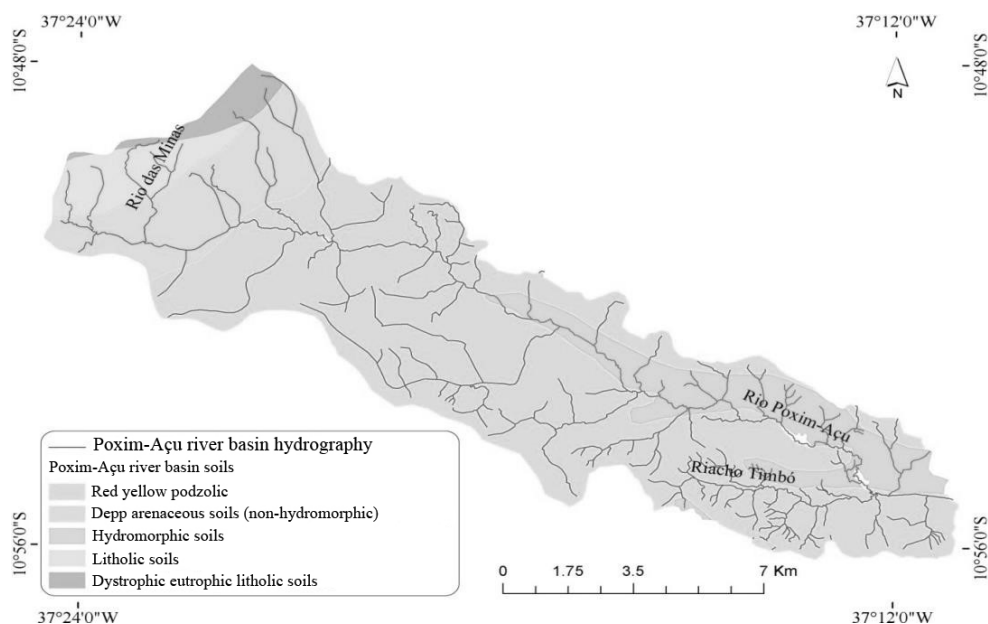 37°24'0"W
37°12'0"W
10°48'0"S
10°48'0"S
N
Rio das Minas
Rio Poxim-Açu
Riacho Timbó
Poxim-Açu river basin hydrography
Poxim-Açu river basin soils
Red yellow podzolic
Depp arenaceous soils (non-hydromorphic)
Hydromorphic soils
Litholic soils
Dystrophic eutrophic litholic soils
0 1.75 3.5 7 Km
10°56'0"S
10°56'0"S
37°24'0"W
37°12'0"W